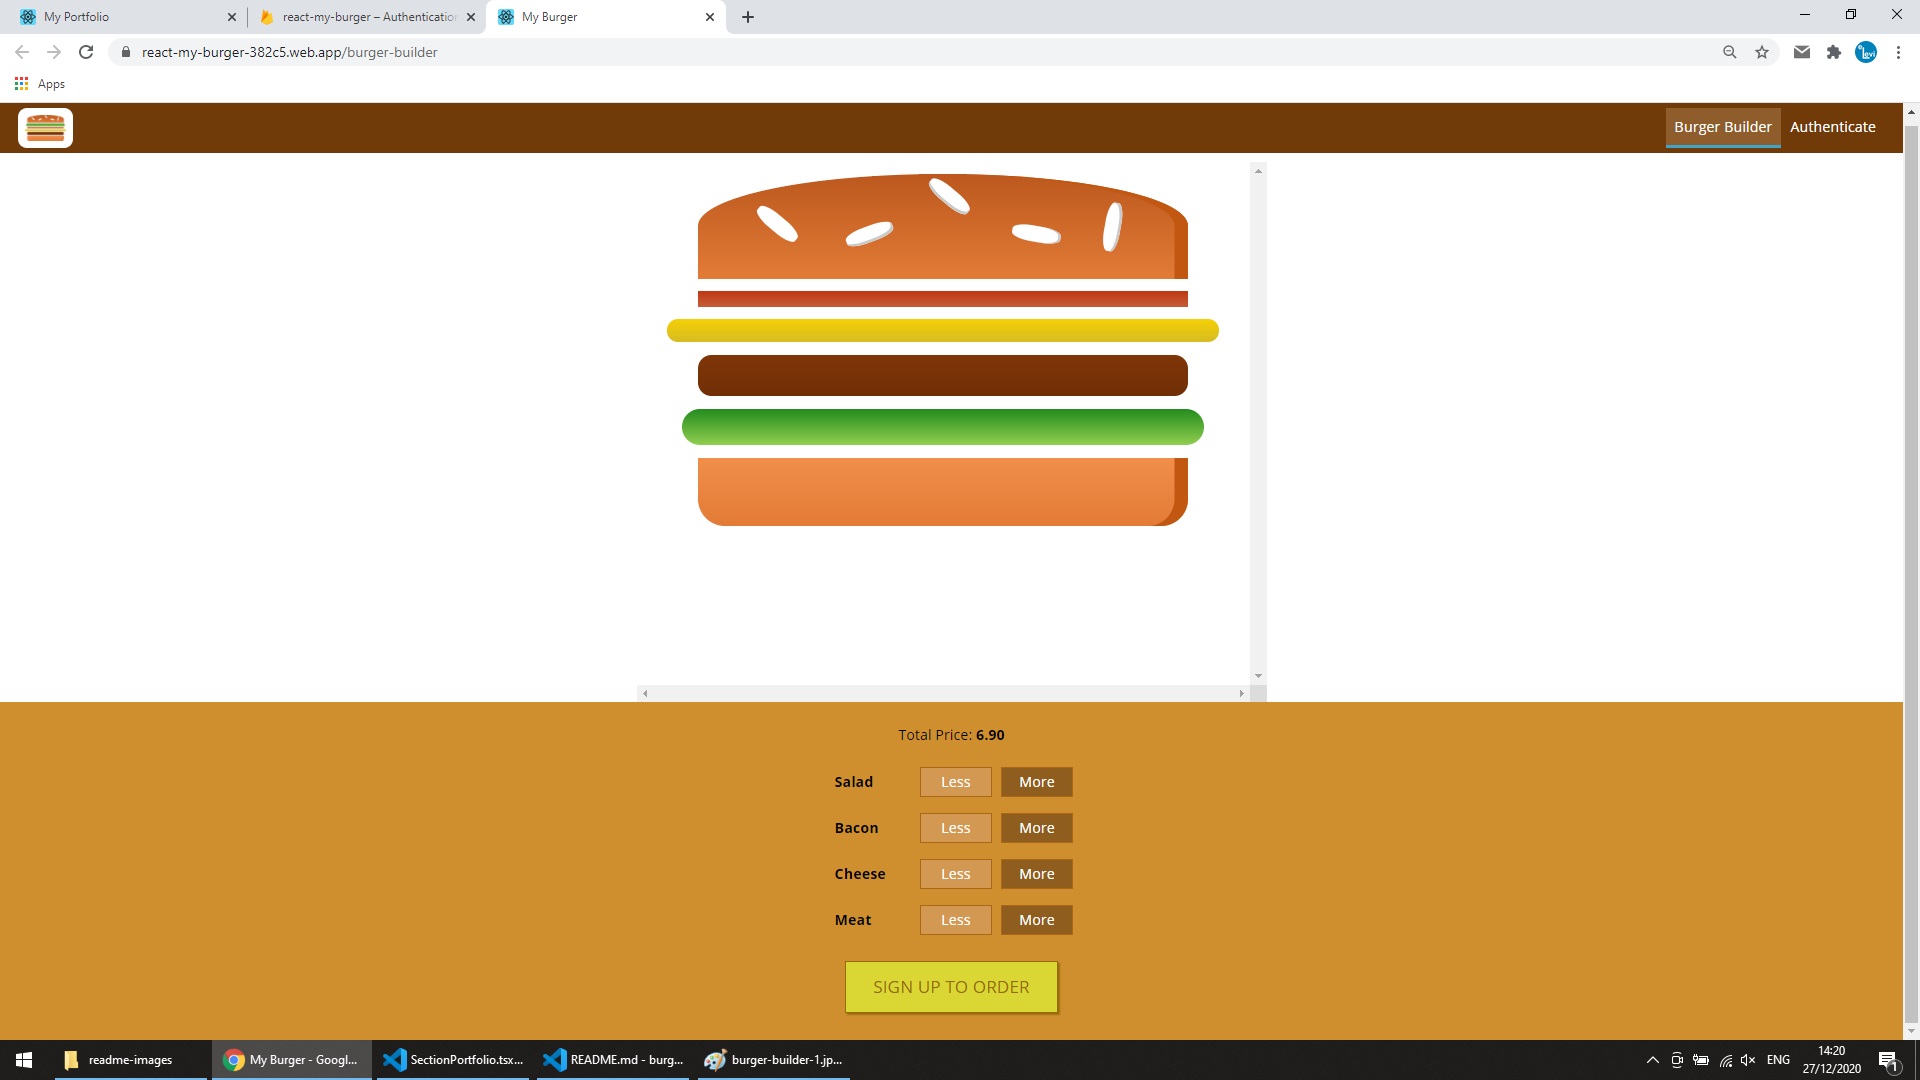 My Portfolio
react-my-burger – Authentication
My Burger
react-my-burger-382c5.web.app/burger-builder
Apps
Burger Builder
Authenticate
Total Price: 6.90
Salad Less More
Bacon Less More
Cheese Less More
Meat Less More
SIGN UP TO ORDER
readme-images
My Burger - Googl...
SectionPortfolio.tsx...
README.md - burg...
burger-builder-1.jp...
ENG
14:20
27/12/2020
1